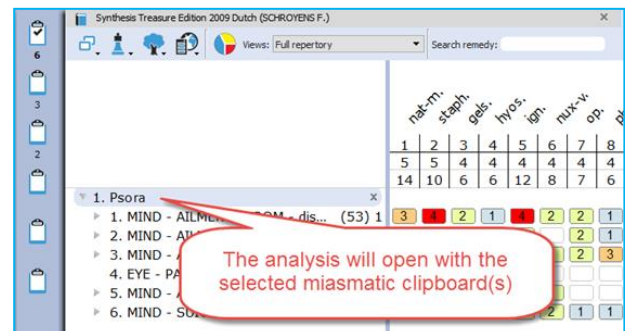 Synthesis Treasure Edition 2009 Dutch (SCHROYENS F.) x
Views: Full repertory Search remedy:
6
3
2
nat-m. staph. gels. hyos. ign. nux-v. op.
1 2 3 4 5 6 7 8
5 5 4 4 4 4 4 4
14 10 6 6 12 8 7 6
1. Psora x
1. MIND - AILMEN OM - dis... (53) 1 3 4 2 1 4 2 2 1
2. MIND - AI 2 1
3. MIND - A 2 3
4. EYE - PA
5. MIND - A
6. MIND - SU 2 1 1
The analysis will open with the
selected miasmatic clipboard(s)